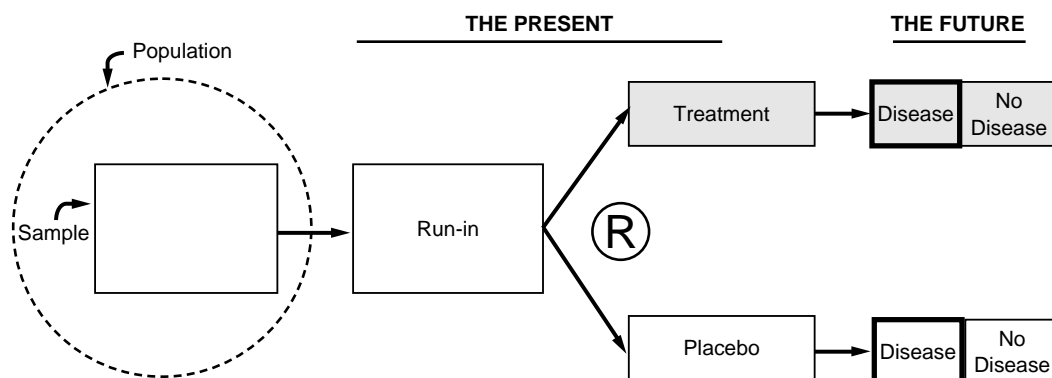 THE PRESENT
THE FUTURE
Population
Treatment
Disease
No
Disease
Sample
Run-in
R
Placebo
Disease
No
Disease